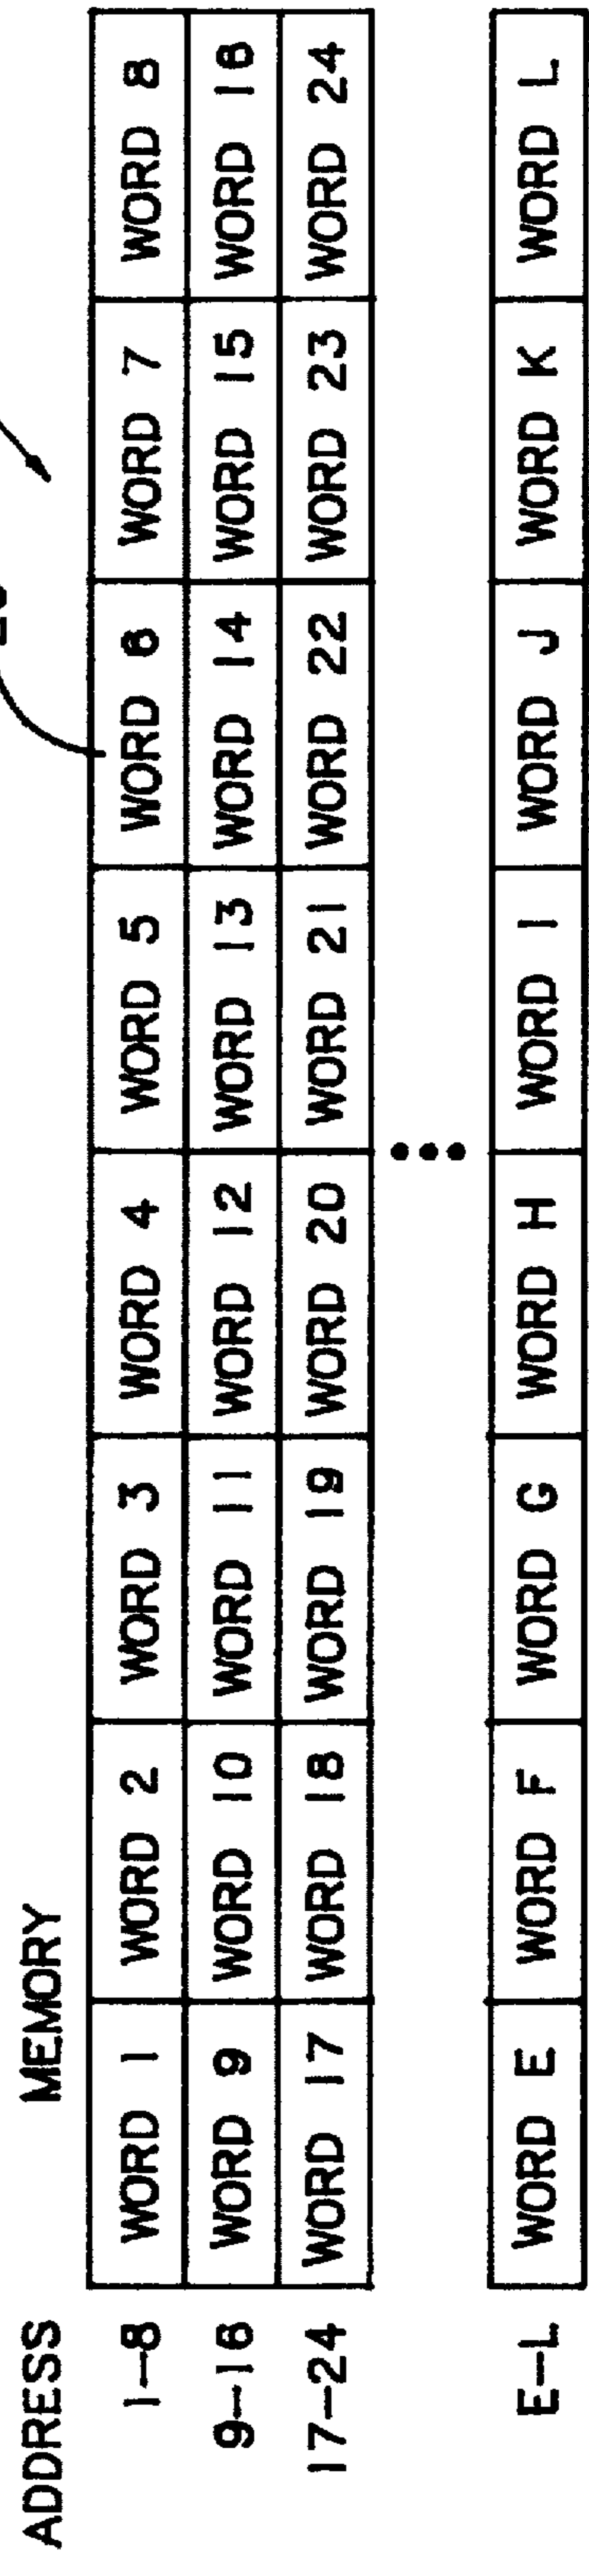 ADDRESS MEMORY
1–8 WORD 1 WORD 2 WORD 3 WORD 4 WORD 5 WORD 6 WORD 7 WORD 8
9–16 WORD 9 WORD 10 WORD 11 WORD 12 WORD 13 WORD 14 WORD 15 WORD 16
17–24 WORD 17 WORD 18 WORD 19 WORD 20 WORD 21 WORD 22 WORD 23 WORD 24
E–L WORD E WORD F WORD G WORD H WORD I WORD J WORD K WORD L